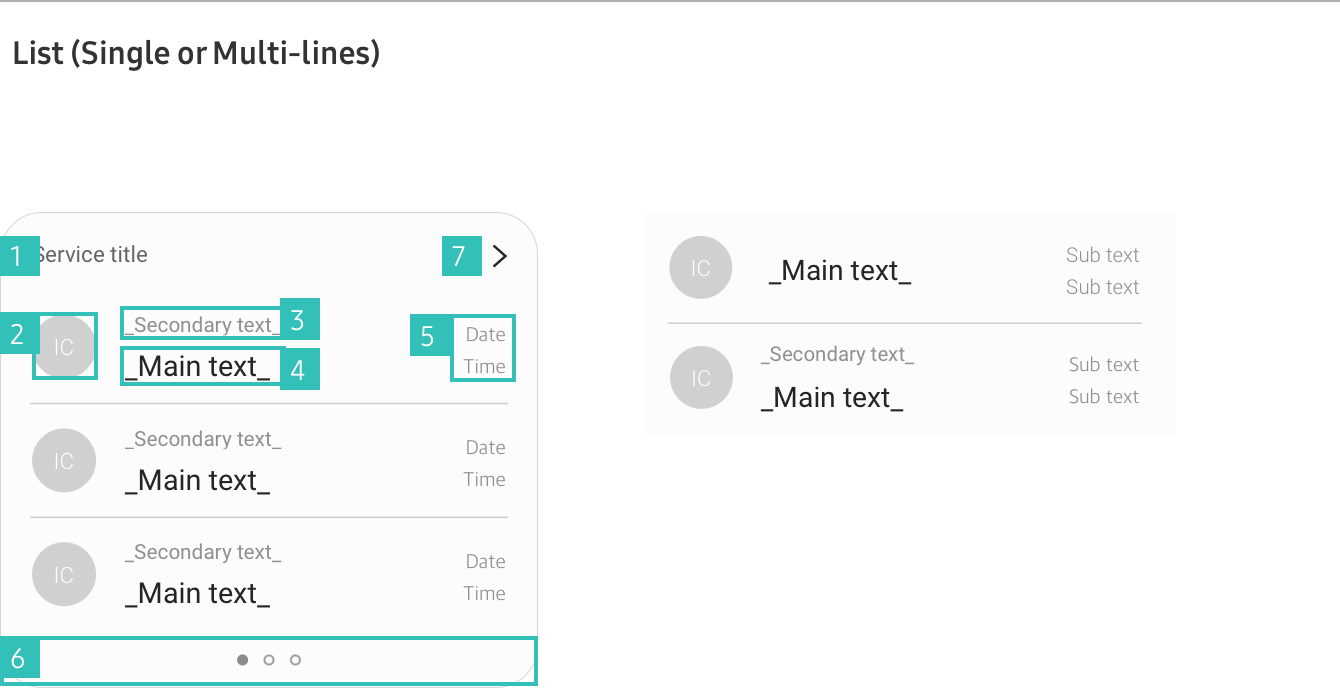 List (Single or Multi-lines)
1 Service title 7
2 IC _Secondary text_ 3
_Main text_ 4
5 Date
Time
IC _Secondary text_ Date
_Main text_ Time
IC _Secondary text_ Date
_Main text_ Time
6
IC _Main text_ Sub text
Sub text
IC _Secondary text_ Sub text
_Main text_ Sub text